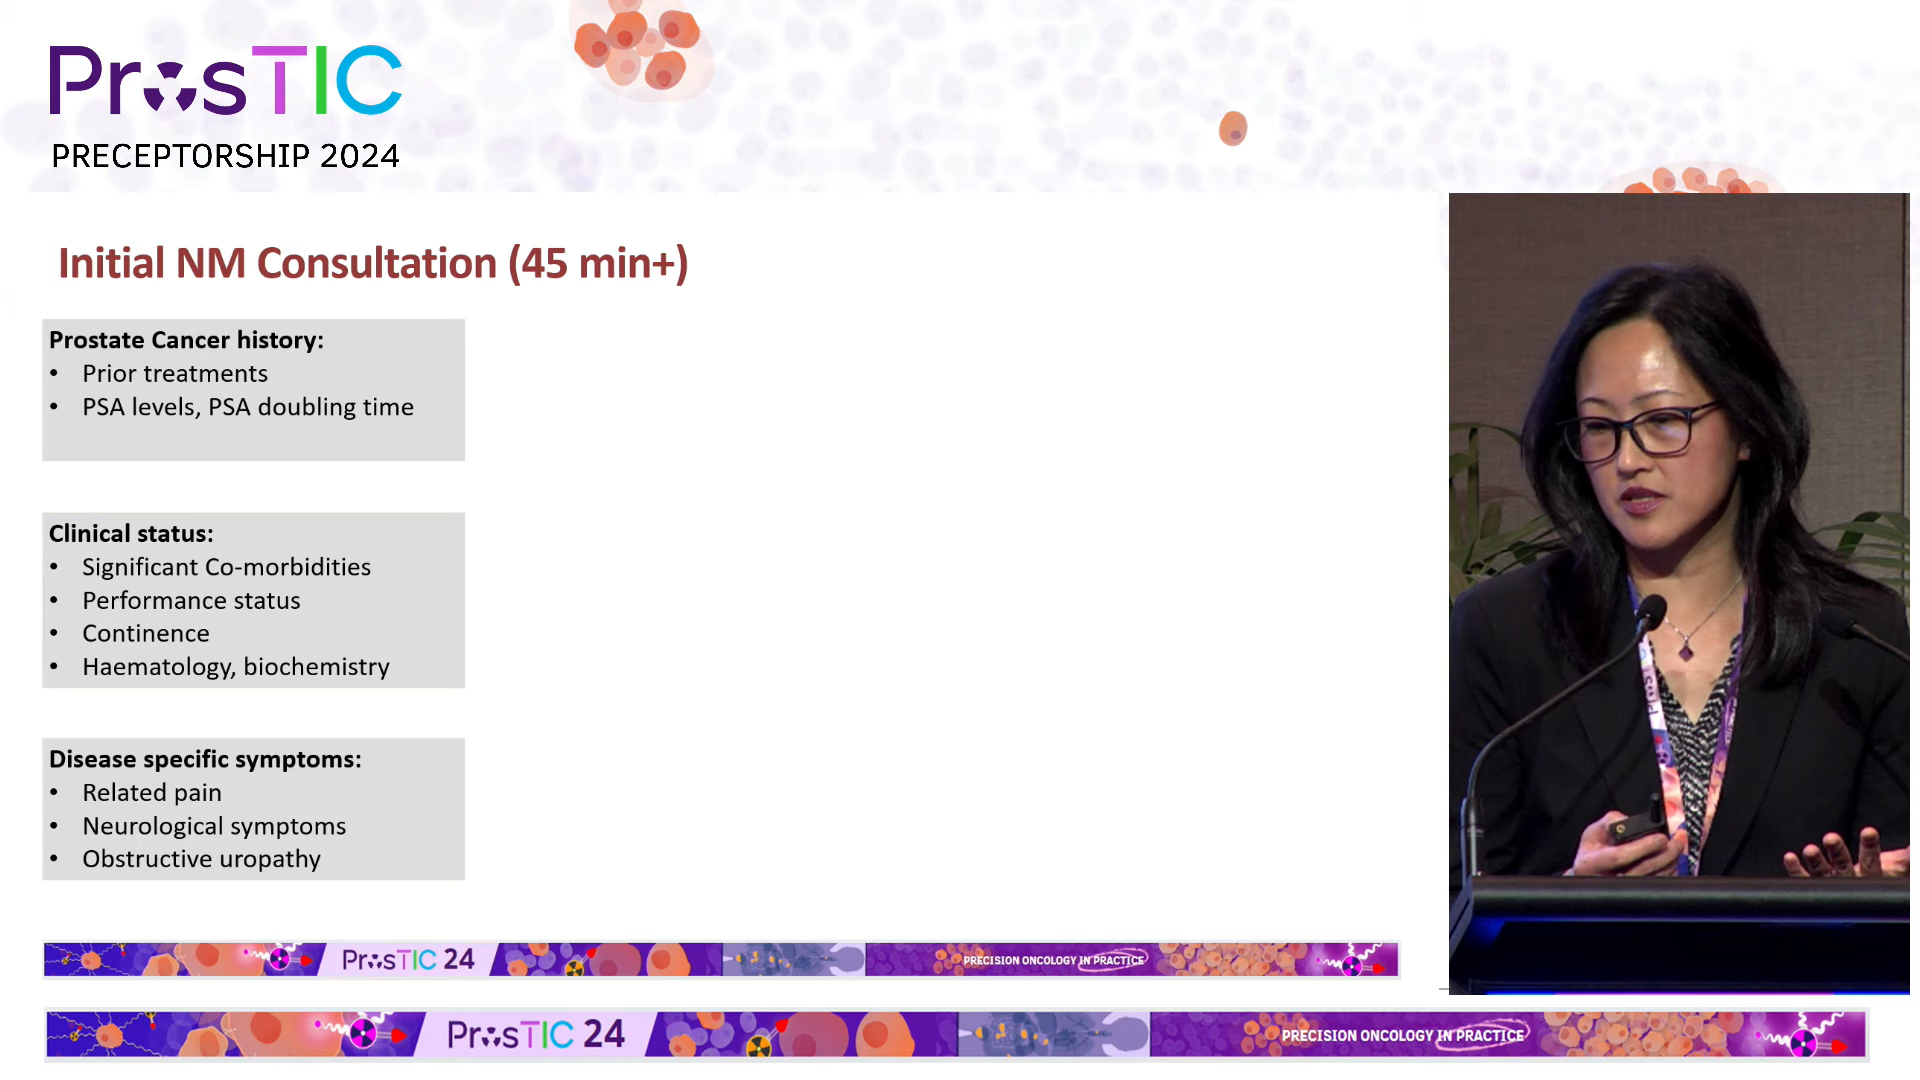 ProsTIC
PRECEPTORSHIP 2024
Initial NM Consultation (45 min+)
Prostate Cancer history:
• Prior treatments
• PSA levels, PSA doubling time
Clinical status:
• Significant Co-morbidities
• Performance status
• Continence
• Haematology, biochemistry
Disease specific symptoms:
• Related pain
• Neurological symptoms
• Obstructive uropathy
ProsTIC 24
PRECISION ONCOLOGY IN PRACTICE
ProsTIC 24
PRECISION ONCOLOGY IN PRACTICE